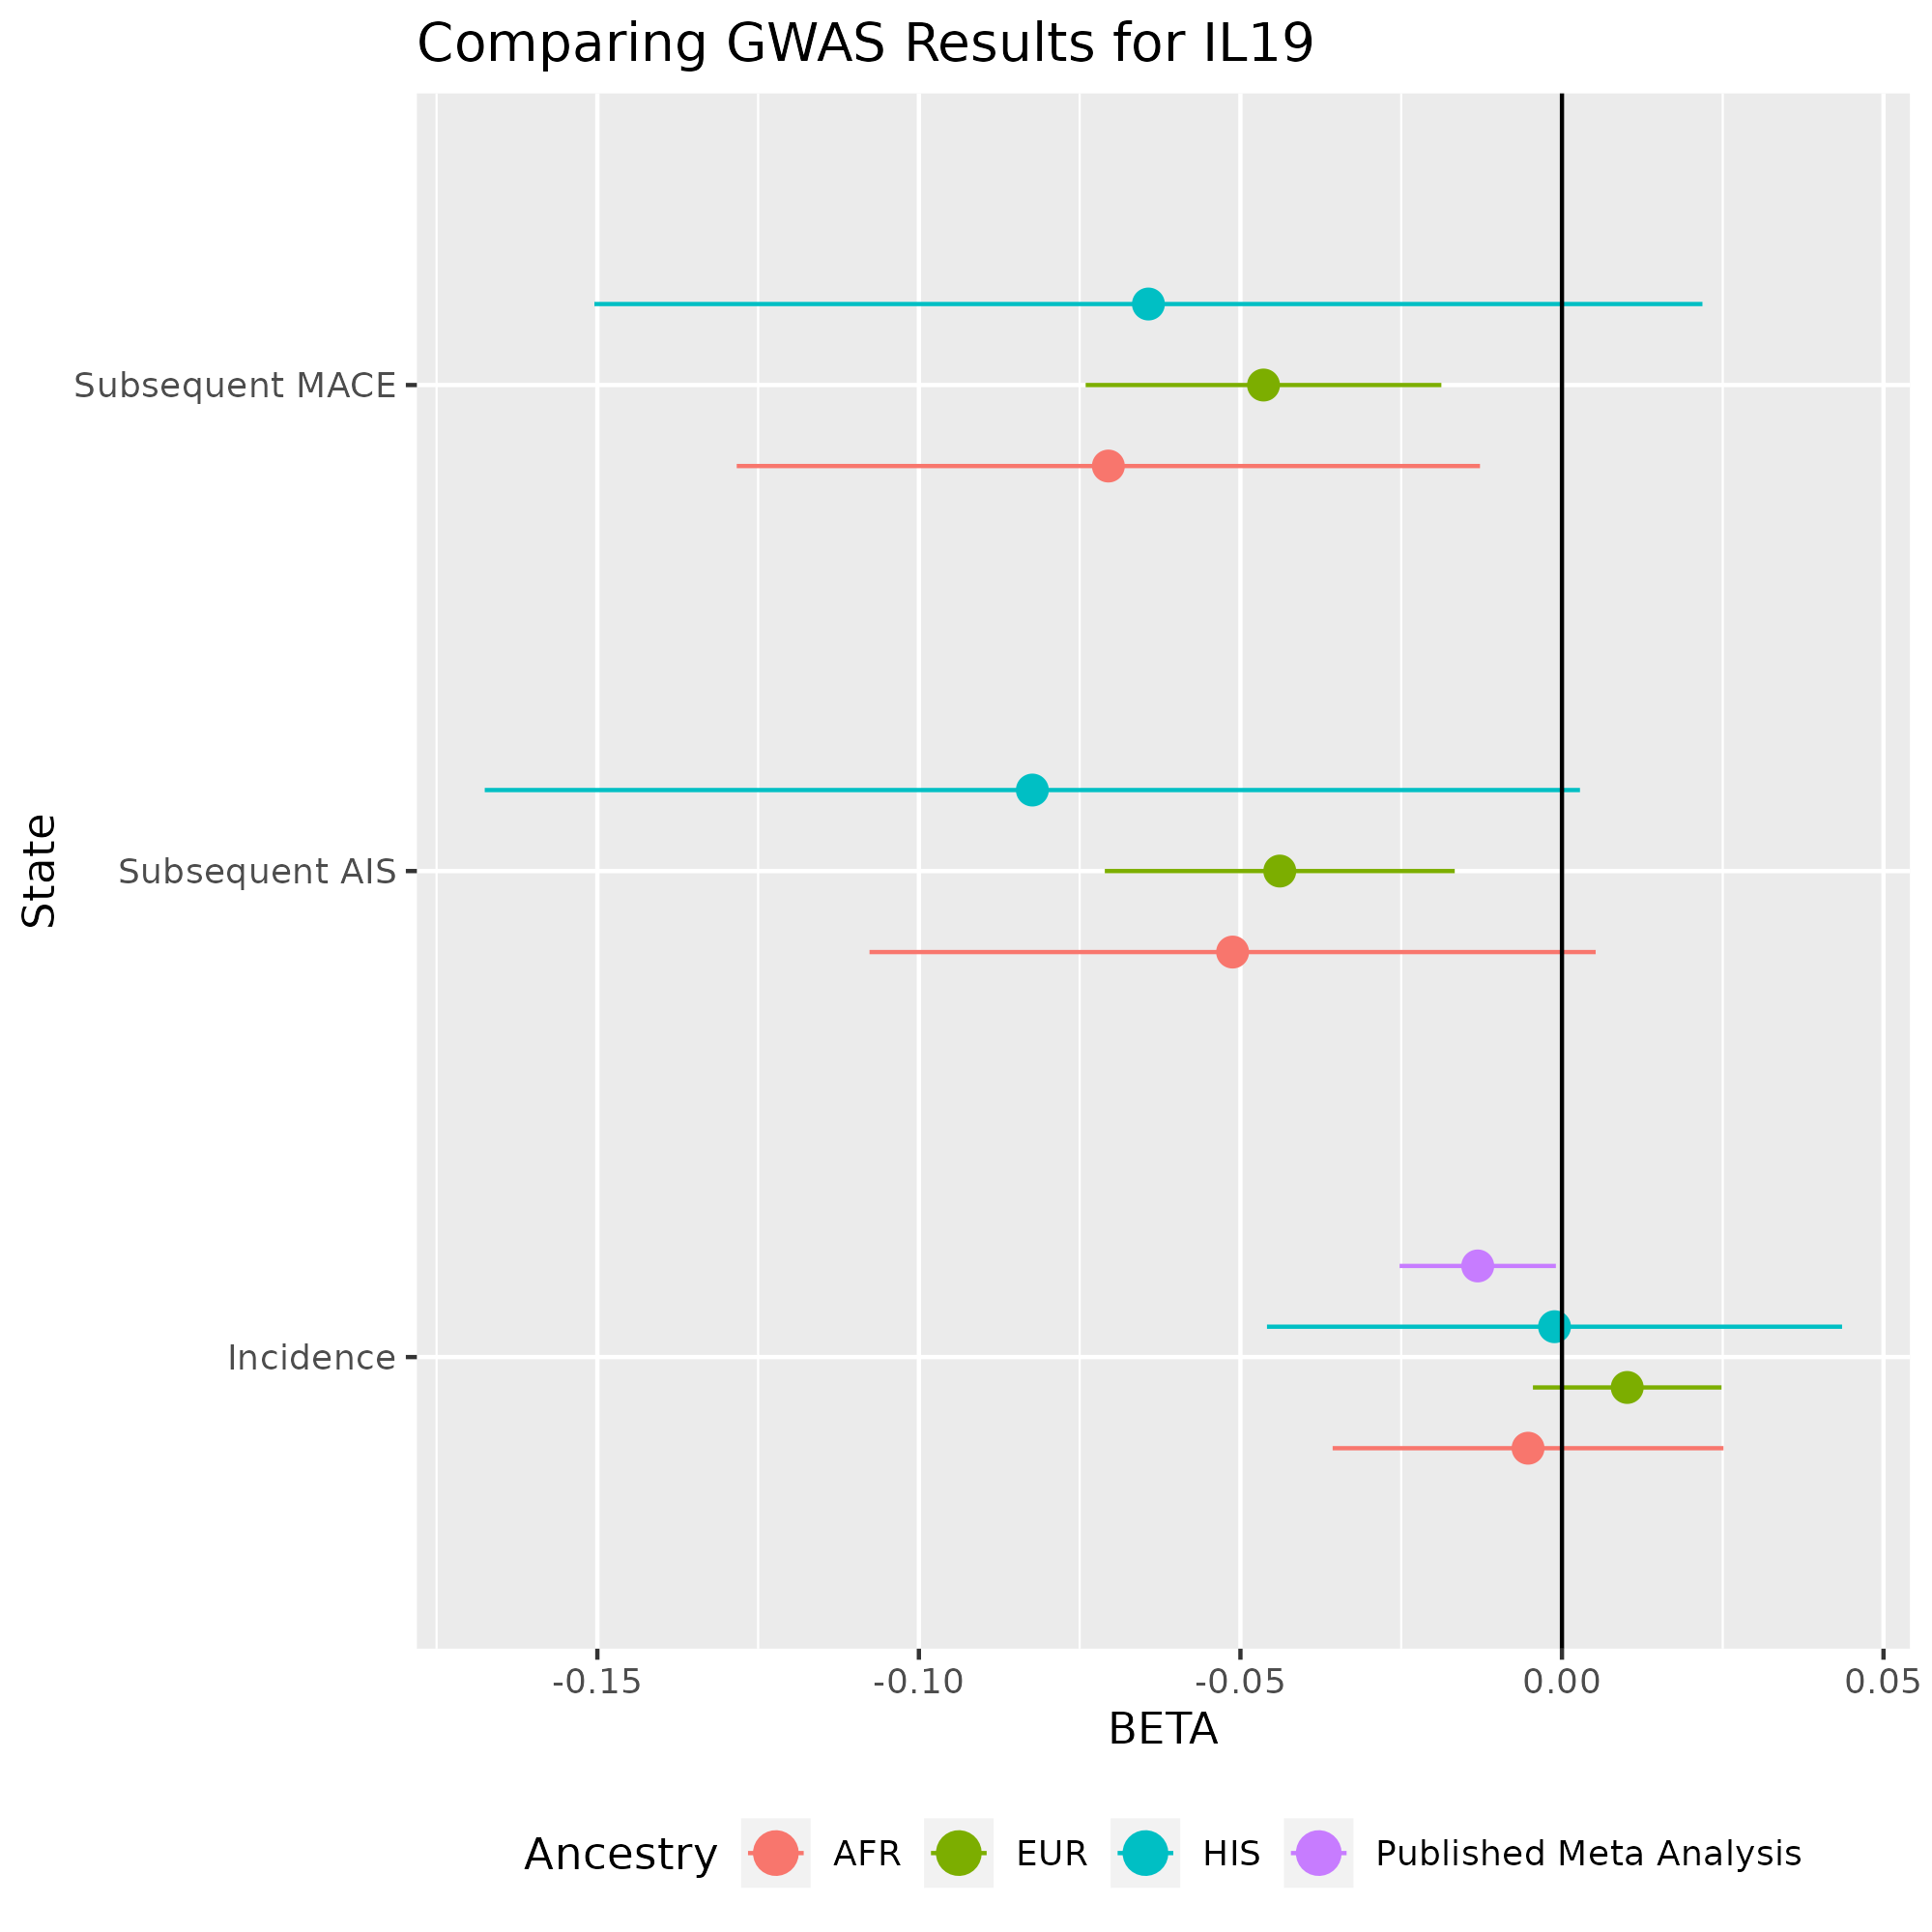 Comparing GWAS Results for IL19
State
Subsequent MACE
Subsequent AIS
Incidence
-0.15 -0.10 -0.05 0.00 0.05
BETA
Ancestry AFR EUR HIS Published Meta Analysis